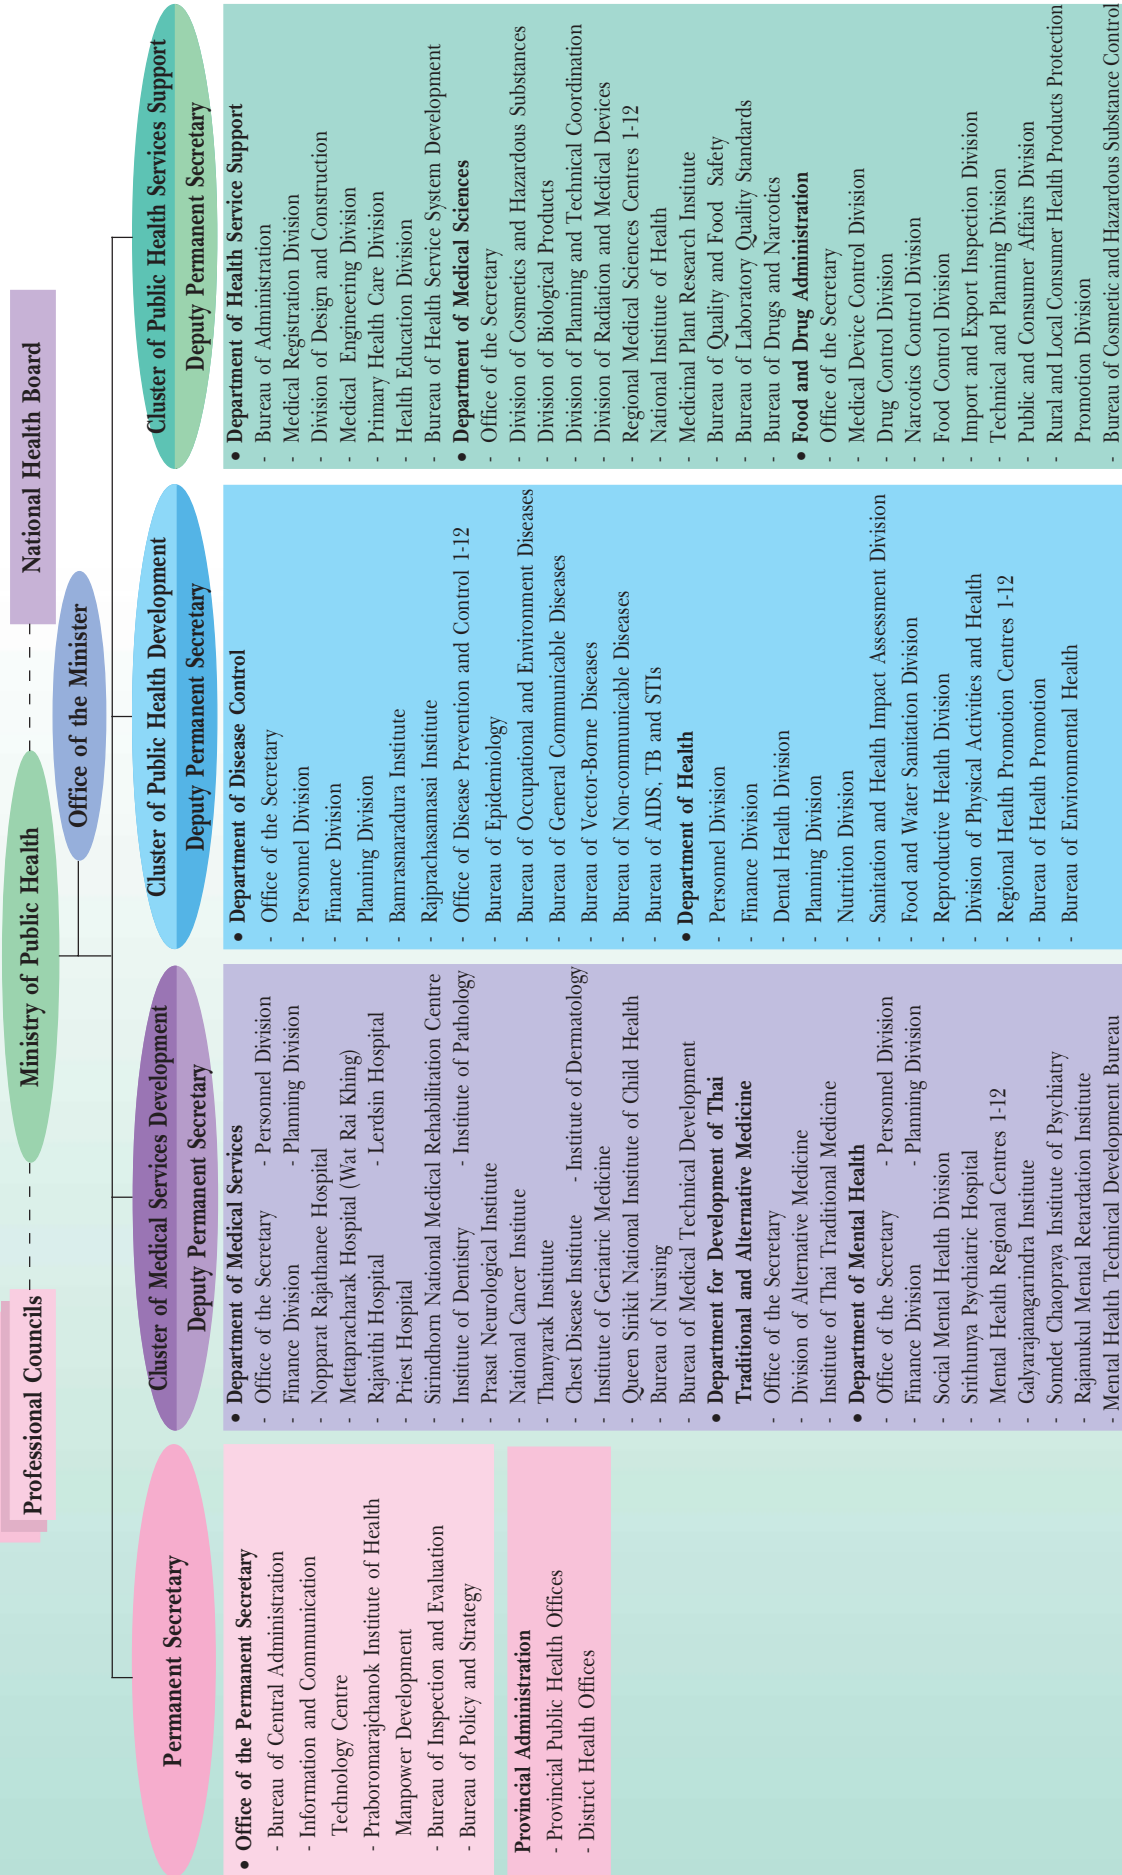 Professional Councils
Ministry of Public Health
National Health Board
Office of the Minister
Permanent Secretary
Cluster of Medical Services Development
Deputy Permanent Secretary
Cluster of Public Health Development
Deputy Permanent Secretary
Cluster of Public Health Services Support
Deputy Permanent Secretary
• Office of the Permanent Secretary
- Bureau of Central Administration
- Information and Communication
Technology Centre
- Praboromarajchanok Institute of Health
Manpower Development
- Bureau of Inspection and Evaluation
- Bureau of Policy and Strategy
Provincial Administration
- Provincial Public Health Offices
- District Health Offices
• Department of Medical Services
- Office of the Secretary - Personnel Division
- Finance Division - Planning Division
- Nopparat Rajathanee Hospital
- Mettapracharak Hospital (Wat Rai Khing)
- Rajavithi Hospital - Lerdsin Hospital
- Priest Hospital
- Sirindhorn National Medical Rehabilitation Centre
- Institute of Dentistry - Institute of Pathology
- Prasat Neurological Institute
- National Cancer Institute
- Thanyarak Institute
- Chest Disease Institute - Institute of Dermatology
- Institute of Geriatric Medicine
- Queen Sirikit National Institute of Child Health
- Bureau of Nursing
- Bureau of Medical Technical Development
• Department for Development of Thai
Traditional and Alternative Medicine
- Office of the Secretary
- Division of Alternative Medicine
- Institute of Thai Traditional Medicine
• Department of Mental Health
- Office of the Secretary - Personnel Division
- Finance Division - Planning Division
- Social Mental Health Division
- Srithunya Psychiatric Hospital
- Mental Health Regional Centres 1-12
- Galyarajanagarindra Institute
- Somdet Chaopraya Institute of Psychiatry
- Rajanukul Mental Retardation Institute
- Mental Health Technical Development Bureau
• Department of Disease Control
- Office of the Secretary
- Personnel Division
- Finance Division
- Planning Division
- Bamrasnaradura Institute
- Rajprachasamasai Institute
- Office of Disease Prevention and Control 1-12
- Bureau of Epidemiology
- Bureau of Occupational and Environment Diseases
- Bureau of General Communicable Diseases
- Bureau of Vector-Borne Diseases
- Bureau of Non-communicable Diseases
- Bureau of AIDS, TB and STIs
• Department of Health
- Personnel Division
- Finance Division
- Dental Health Division
- Planning Division
- Nutrition Division
- Sanitation and Health Impact Assessment Division
- Food and Water Sanitation Division
- Reproductive Health Division
- Division of Physical Activities and Health
- Regional Health Promotion Centres 1-12
- Bureau of Health Promotion
- Bureau of Environmental Health
• Department of Health Service Support
- Bureau of Administration
- Medical Registration Division
- Division of Design and Construction
- Medical Engineering Division
- Primary Health Care Division
- Health Education Division
- Bureau of Health Service System Development
• Department of Medical Sciences
- Office of the Secretary
- Division of Cosmetics and Hazardous Substances
- Division of Biological Products
- Division of Planning and Technical Coordination
- Division of Radiation and Medical Devices
- Regional Medical Sciences Centres 1-12
- National Institute of Health
- Medicinal Plant Research Institute
- Bureau of Quality and Food Safety
- Bureau of Laboratory Quality Standards
- Bureau of Drugs and Narcotics
• Food and Drug Administration
- Office of the Secretary
- Medical Device Control Division
- Drug Control Division
- Narcotics Control Division
- Food Control Division
- Import and Export Inspection Division
- Technical and Planning Division
- Public and Consumer Affairs Division
- Rural and Local Consumer Health Products Protection
Promotion Division
- Bureau of Cosmetic and Hazardous Substance Control